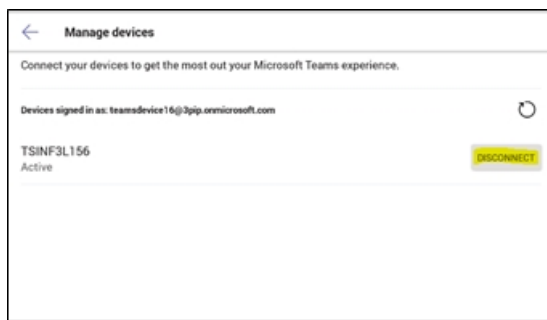 Manage devices
Connect your devices to get the most out your Microsoft Teams experience.
Devices signed in as: teamsdevice16@3pip.onmicrosoft.com
TSINF3L156
DISCONNECT
Active